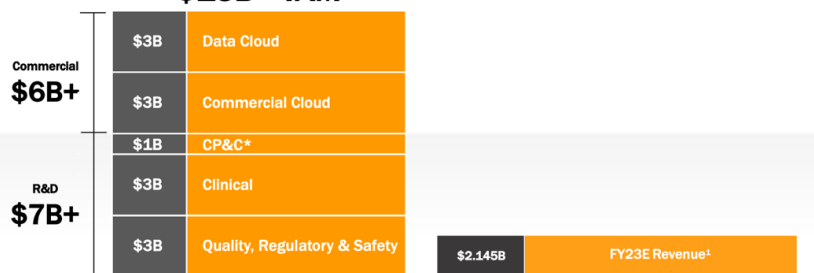 $3B Data Cloud
Commercial
$6B+
$3B Commercial Cloud
$1B CP&C*
$3B Clinical
R&D
$7B+
$3B Quality, Regulatory & Safety
$2.145B FY23E Revenue¹